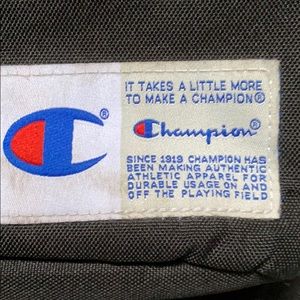 ®
IT TAKES A LITTLE MORE
TO MAKE A CHAMPION®
Champion®
SINCE 1919 CHAMPION HAS
BEEN MAKING AUTHENTIC
ATHLETIC APPAREL FOR
DURABLE USAGE ON AND
OFF THE PLAYING FIELD